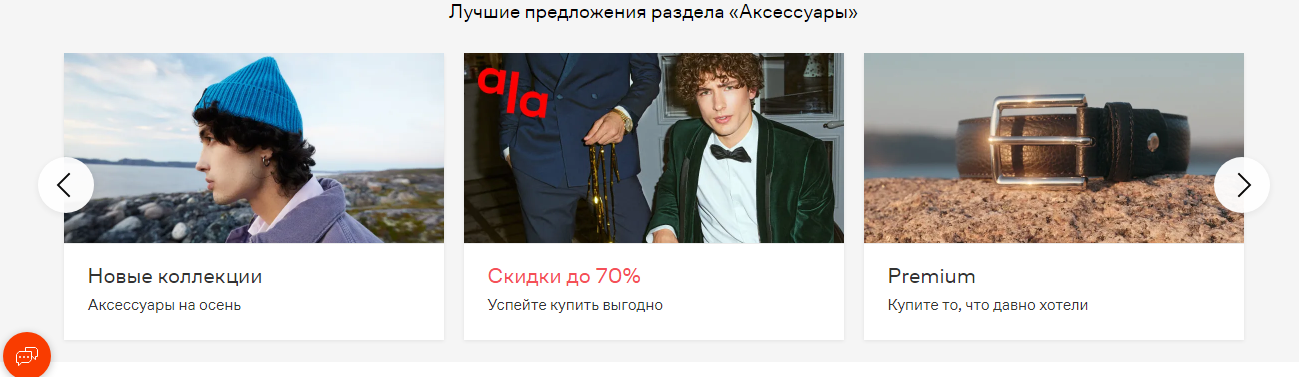 Лучшие предложения раздела «Аксессуары»
ala
Новые коллекции
Аксессуары на осень
Скидки до 70%
Успейте купить выгодно
Premium
Купите то, что давно хотели